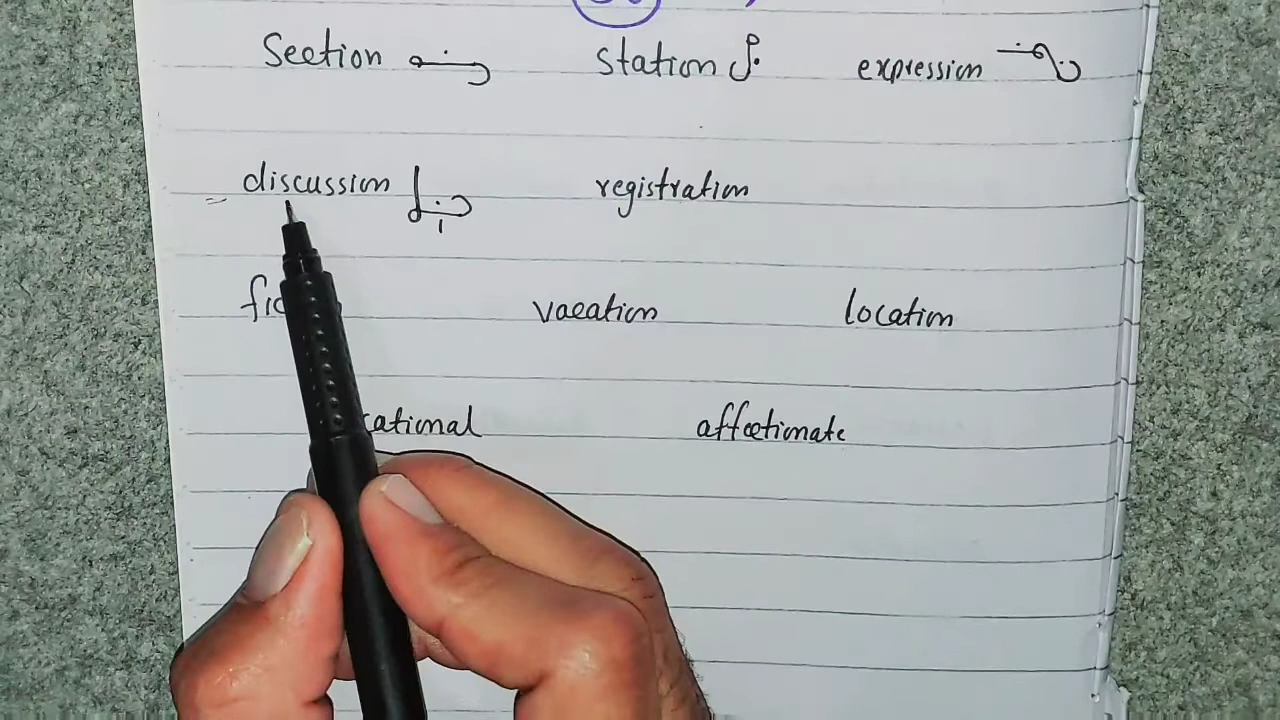 Section station expression
discussion registration
vacation location
affectionate